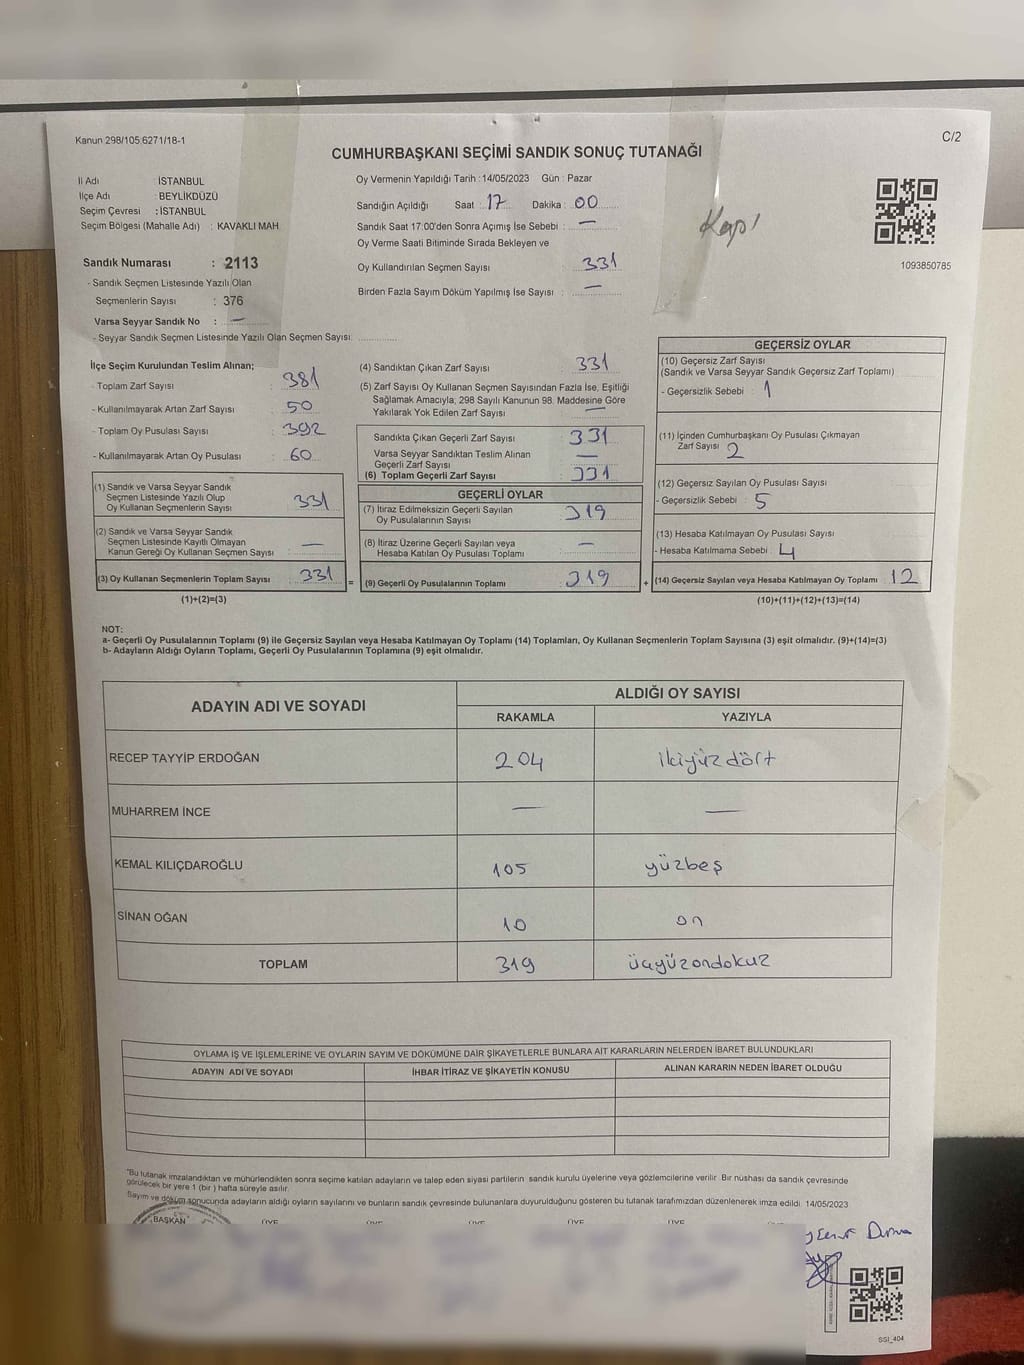 Kanun 298/105 6271/18-1
C/2
CUMHURBAŞKANI SEÇİMİ SANDIK SONUÇ TUTANAĞI
İl Adı : İSTANBUL
İlçe Adı : BEYLİKDÜZÜ
Seçim Çevresi : İSTANBUL
Seçim Bölgesi (Mahalle Adı) : KAVAKLI MAH
Sandık Numarası : 2113
- Sandık Seçmen Listesinde Yazılı Olan
Seçmenlerin Sayısı : 376
Varsa Seyyar Sandık No : —
- Seyyar Sandık Seçmen Listesinde Yazılı Olan Seçmen Sayısı:
Oy Vermenin Yapıldığı Tarih : 14/05/2023 Gün : Pazar
Sandığın Açıldığı Saat : 17 Dakika : 00
Sandık Saat 17:00'den Sonra Açımış İse Sebebi : —
Oy Verme Saati Bitiminde Sırada Bekleyen ve
Oy Kullandırılan Seçmen Sayısı : 331
Birden Fazla Sayım Döküm Yapılmış İse Sayısı : —
Kapı
1093850785
İlçe Seçim Kurulundan Teslim Alınan;
- Toplam Zarf Sayısı : 381
- Kullanılmayarak Artan Zarf Sayısı : 50
- Toplam Oy Pusulası Sayısı : 392
- Kullanılmayarak Artan Oy Pusulası : 60
(1) Sandık ve Varsa Seyyar Sandık
Seçmen Listesinde Yazılı Olup
Oy Kullanan Seçmenlerin Sayısı : 331
(2) Sandık ve Varsa Seyyar Sandık
Seçmen Listesinde Kayıtlı Olmayan
Kanun Gereği Oy Kullanan Seçmen Sayısı : —
(3) Oy Kullanan Seçmenlerin Toplam Sayısı : 331
(1)+(2)=(3)
(4) Sandıktan Çıkan Zarf Sayısı : 331
(5) Zarf Sayısı Oy Kullanan Seçmen Sayısından Fazla İse, Eşitliği
Sağlamak Amacıyla; 298 Sayılı Kanunun 98. Maddesine Göre
Yakılarak Yok Edilen Zarf Sayısı : —
Sandıkta Çıkan Geçerli Zarf Sayısı : 331
Varsa Seyyar Sandıktan Teslim Alınan
Geçerli Zarf Sayısı : —
(6) Toplam Geçerli Zarf Sayısı : 331
GEÇERLİ OYLAR
(7) İtiraz Edilmeksizin Geçerli Sayılan
Oy Pusulalarının Sayısı : 319
(8) İtiraz Üzerine Geçerli Sayılan veya
Hesaba Katılan Oy Pusulası Toplamı : —
= (9) Geçerli Oy Pusulalarının Toplamı : 319
GEÇERSİZ OYLAR
(10) Geçersiz Zarf Sayısı
(Sandık ve Varsa Seyyar Sandık Geçersiz Zarf Toplamı)
- Geçersizlik Sebebi : 1
(11) İçinden Cumhurbaşkanı Oy Pusulası Çıkmayan
Zarf Sayısı 2
(12) Geçersiz Sayılan Oy Pusulası Sayısı
- Geçersizlik Sebebi : 5
(13) Hesaba Katılmayan Oy Pusulası Sayısı
- Hesaba Katılmama Sebebi : 4
+ (14) Geçersiz Sayılan veya Hesaba Katılmayan Oy Toplamı : 12
(10)+(11)+(12)+(13)=(14)
NOT:
a- Geçerli Oy Pusulalarının Toplamı (9) ile Geçersiz Sayılan veya Hesaba Katılmayan Oy Toplamı (14) Toplamları, Oy Kullanan Seçmenlerin Toplam Sayısına (3) eşit olmalıdır. (9)+(14)=(3)
b- Adayların Aldığı Oyların Toplamı, Geçerli Oy Pusulalarının Toplamına (9) eşit olmalıdır.
ADAYIN ADI VE SOYADI ALDIĞI OY SAYISI
RAKAMLA YAZIYLA
RECEP TAYYİP ERDOĞAN 204 ikiyüzdört
MUHARREM İNCE — —
KEMAL KILIÇDAROĞLU 105 yüzbeş
SİNAN OĞAN 10 on
TOPLAM 319 üçyüzondokuz
OYLAMA İŞ VE İŞLEMLERİNE VE OYLARIN SAYIM VE DÖKÜMÜNE DAİR ŞİKAYETLERLE BUNLARA AİT KARARLARIN NELERDEN İBARET BULUNDUKLARI
ADAYIN ADI VE SOYADI İHBAR İTİRAZ VE ŞİKAYETİN KONUSU ALINAN KARARIN NEDEN İBARET OLDUĞU
"Bu tutanak imzalandıktan ve mühürlendikten sonra seçime katılan adayların ve talep eden siyasi partilerin sandık kurulu üyelerine veya gözlemcilerine verilir. Bir nüshası da sandık çevresinde
görülecek bir yere 1 (bir) hafta süreyle asılır.
Sayım ve döküm sonucunda adayların aldığı oyların sayılarını ve bunların sandık çevresinde bulunanlara duyurulduğunu gösteren bu tutanak tarafımızdan düzenlenerek imza edildi. 14/05/2023
BAŞKAN ÜYE ÜYE ÜYE ÜYE ÜYE
SSI_404